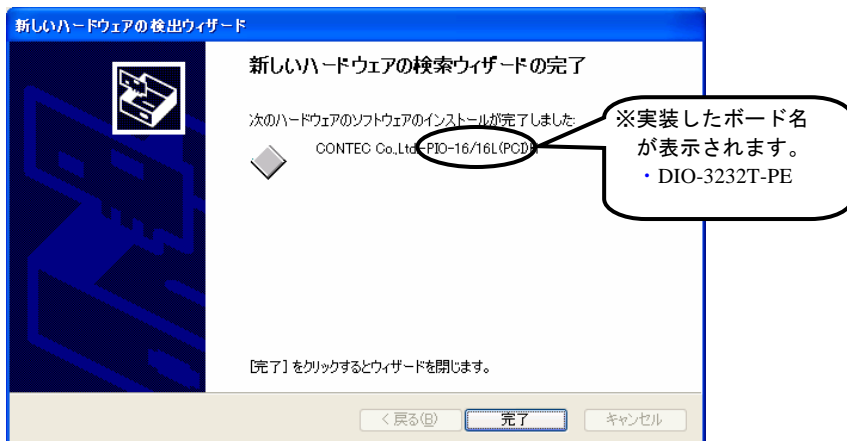 新しいハードウェアの検出ウィザード
新しいハードウェアの検索ウィザードの完了
次のハードウェアのソフトウェアのインストールが完了しました:
CONTEC Co.,Ltd-PIO-16/16L(PCI)H
※実装したボード名
が表示されます。
・DIO-3232T-PE
[完了] をクリックするとウィザードを閉じます。
< 戻る(B)
完了
キャンセル